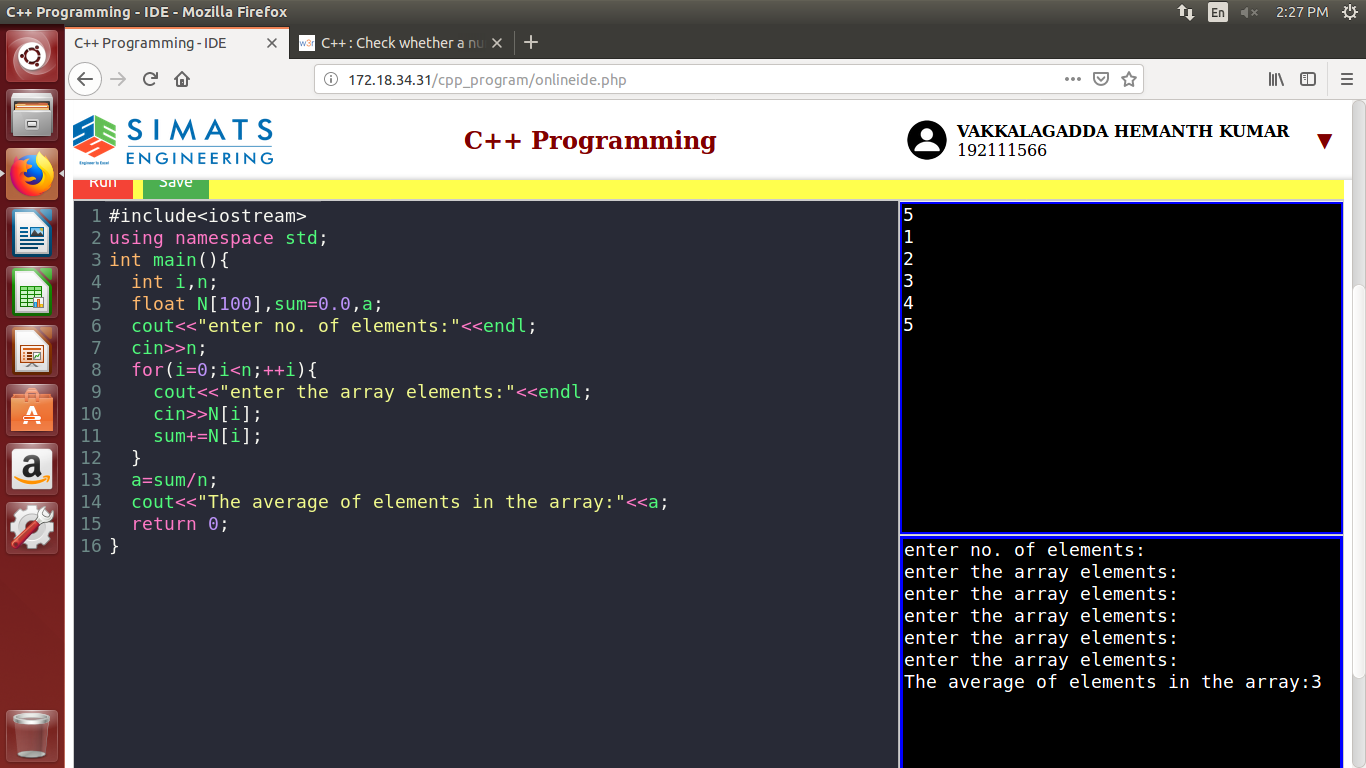 C++ Programming - IDE - Mozilla Firefox
En
2:27 PM
C++ Programming - IDE
w3r
C++ : Check whether a nu
172.18.34.31/cpp_program/onlineide.php
SIMATS
ENGINEERING
Engineer to Excel
C++ Programming
VAKKALAGADDA HEMANTH KUMAR
192111566
Run
Save
1 #include<iostream>
2 using namespace std;
3 int main(){
4   int i,n;
5   float N[100],sum=0.0,a;
6   cout<<"enter no. of elements:"<<endl;
7   cin>>n;
8   for(i=0;i<n;++i){
9     cout<<"enter the array elements:"<<endl;
10     cin>>N[i];
11     sum+=N[i];
12   }
13   a=sum/n;
14   cout<<"The average of elements in the array:"<<a;
15   return 0;
16 }
5
1
2
3
4
5
enter no. of elements:
enter the array elements:
enter the array elements:
enter the array elements:
enter the array elements:
enter the array elements:
The average of elements in the array:3